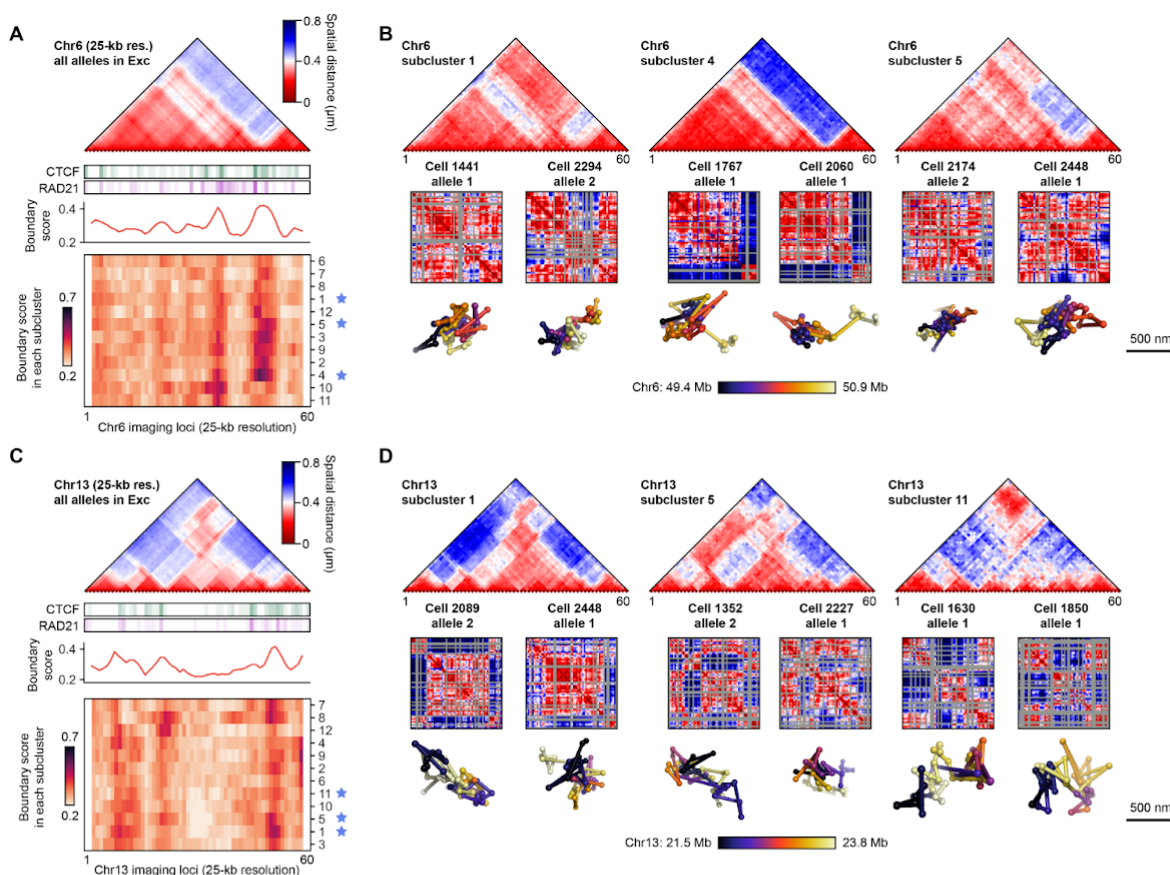 A
Chr6 (25-kb res.)
all alleles in Exc
0.8
0.4
0
Spatial distance (μm)
CTCF
RAD21
Boundary
score
0.4
0.2
Boundary score
in each subcluster
0.7
0.2
6
7
8
1
12
5
3
9
2
4
10
11
1
60
Chr6 imaging loci (25-kb resolution)
B
Chr6
subcluster 1
Chr6
subcluster 4
Chr6
subcluster 5
1
60
Cell 1441
allele 1
Cell 2294
allele 2
Cell 1767
allele 1
Cell 2060
allele 1
Cell 2174
allele 2
Cell 2448
allele 1
500 nm
Chr6: 49.4 Mb
50.9 Mb
C
Chr13 (25-kb res.)
all alleles in Exc
0.8
0.4
0
Spatial distance (μm)
CTCF
RAD21
Boundary
score
0.4
0.2
Boundary score
in each subcluster
0.7
0.2
7
8
12
4
9
2
6
11
10
5
1
3
1
60
Chr13 imaging loci (25-kb resolution)
D
Chr13
subcluster 1
Chr13
subcluster 5
Chr13
subcluster 11
1
60
1
60
1
60
Cell 2089
allele 2
Cell 2448
allele 1
Cell 1352
allele 2
Cell 2227
allele 1
Cell 1630
allele 1
Cell 1850
allele 1
500 nm
Chr13: 21.5 Mb
23.8 Mb